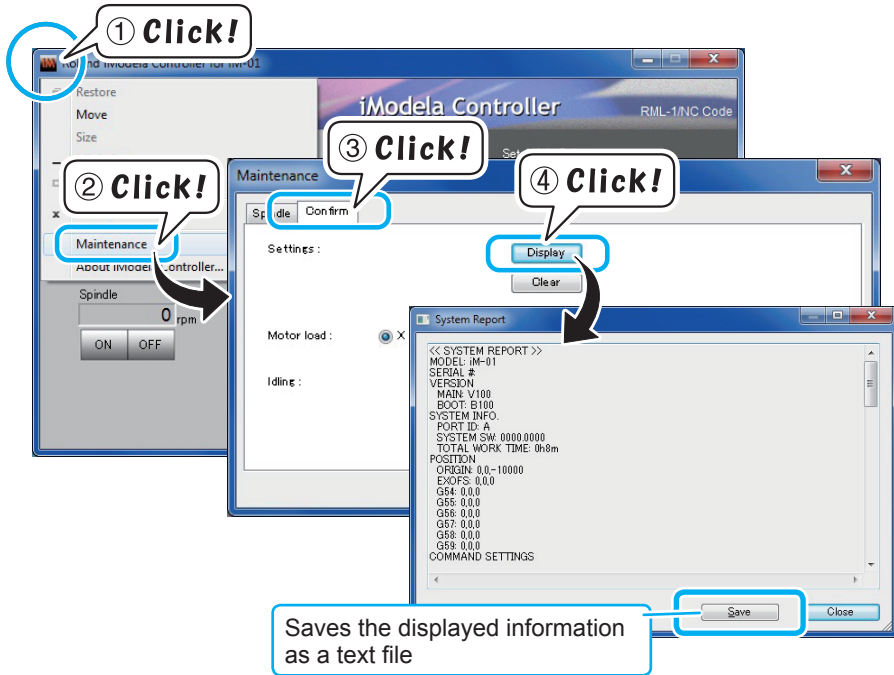 ① Click!
Roland iModela Controller for iM-01
Restore
Move
Size
x
iModela Controller
RML-1/NC Code
② Click!
Maintenance
About iModela Controller...
Spindle
0 rpm
ON OFF
③ Click!
④ Click!
Maintenance
Spindle Confirm
Settings :
Display
Clear
Motor load :
X
Idling :
System Report
<< SYSTEM REPORT >>
MODEL: iM-01
SERIAL #:
VERSION
MAIN: V100
BOOT: B100
SYSTEM INFO.
PORT ID: A
SYSTEM SW: 0000.0000
TOTAL WORK TIME: 0h8m
POSITION
ORIGIN: 0,0,-10000
EXOFS: 0,0,0
G54: 0,0,0
G55: 0,0,0
G56: 0,0,0
G57: 0,0,0
G58: 0,0,0
G59: 0,0,0
COMMAND SETTINGS
Save
Close
Saves the displayed information
as a text file